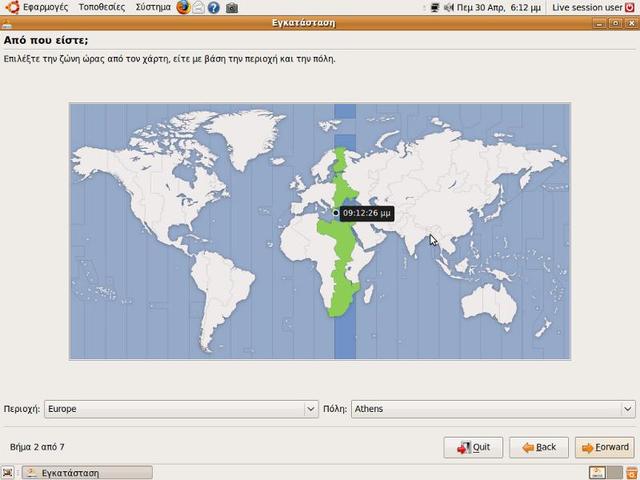 Εφαρμογές Τοποθεσίες Σύστημα Πεμ 30 Απρ, 6:12 μμ Live session user
Εγκατάσταση
Από που είστε;
Επιλέξτε την ζώνη ώρας από τον χάρτη, είτε με βάση την περιοχή και την πόλη.
09:12:26 μμ
Περιοχή: Europe Πόλη: Athens
Βήμα 2 από 7 Quit Back Forward
Εγκατάσταση